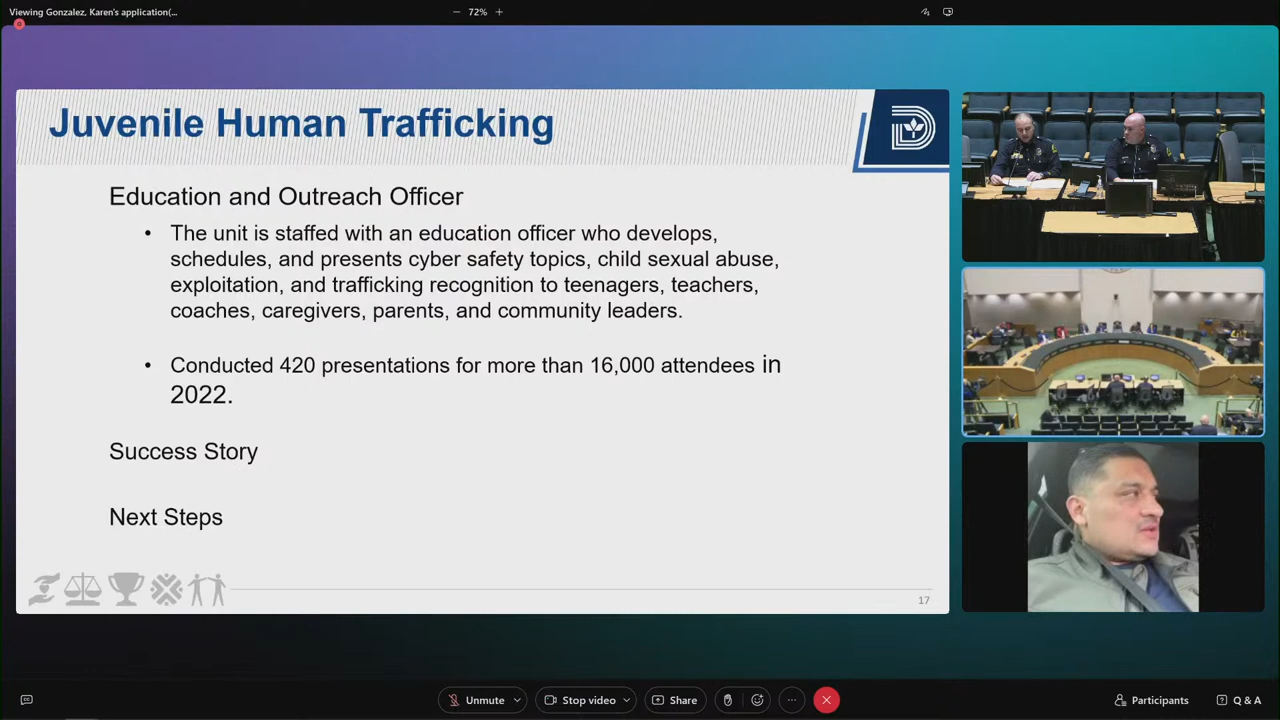 Viewing Gonzalez, Karen's application(...
72%
Juvenile Human Trafficking
Education and Outreach Officer
• The unit is staffed with an education officer who develops,
schedules, and presents cyber safety topics, child sexual abuse,
exploitation, and trafficking recognition to teenagers, teachers,
coaches, caregivers, parents, and community leaders.
• Conducted 420 presentations for more than 16,000 attendees in
2022.
Success Story
Next Steps
17
Unmute
Stop video
Share
Participants
Q & A